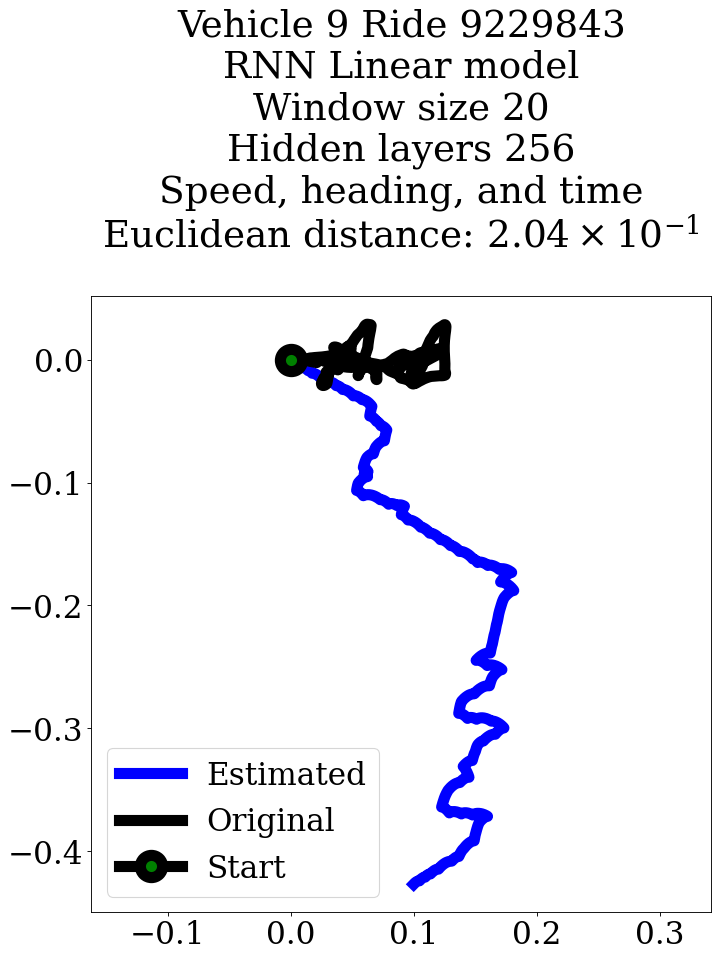 Vehicle 9 Ride 9229843
RNN Linear model
Window size 20
Hidden layers 256
Speed, heading, and time
Euclidean distance: 2.04 × 10⁻¹
0.0
−0.1
−0.2
−0.3
−0.4
Estimated
Original
Start
−0.1 0.0 0.1 0.2 0.3